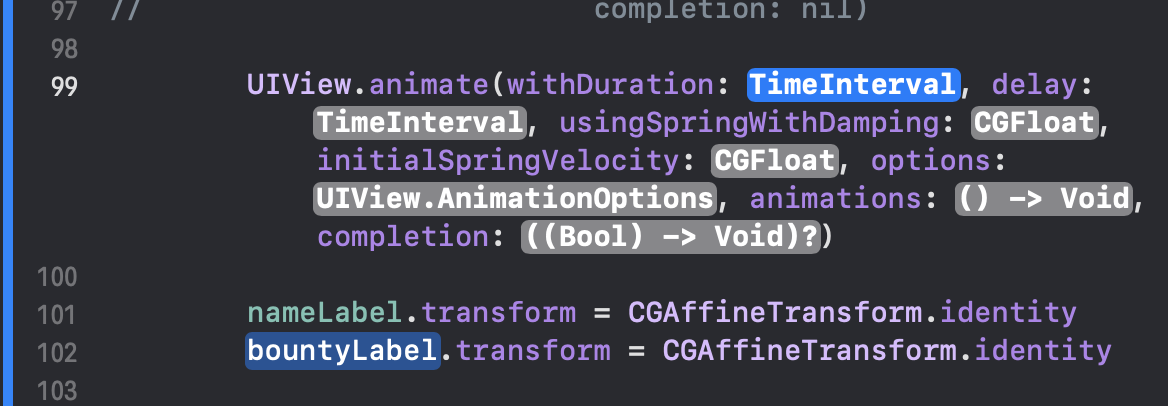 97 // completion: nil)
98
99 UIView.animate(withDuration: TimeInterval, delay:
TimeInterval, usingSpringWithDamping: CGFloat,
initialSpringVelocity: CGFloat, options:
UIView.AnimationOptions, animations: () -> Void,
completion: ((Bool) -> Void)?)
100
101 nameLabel.transform = CGAffineTransform.identity
102 bountyLabel.transform = CGAffineTransform.identity
103